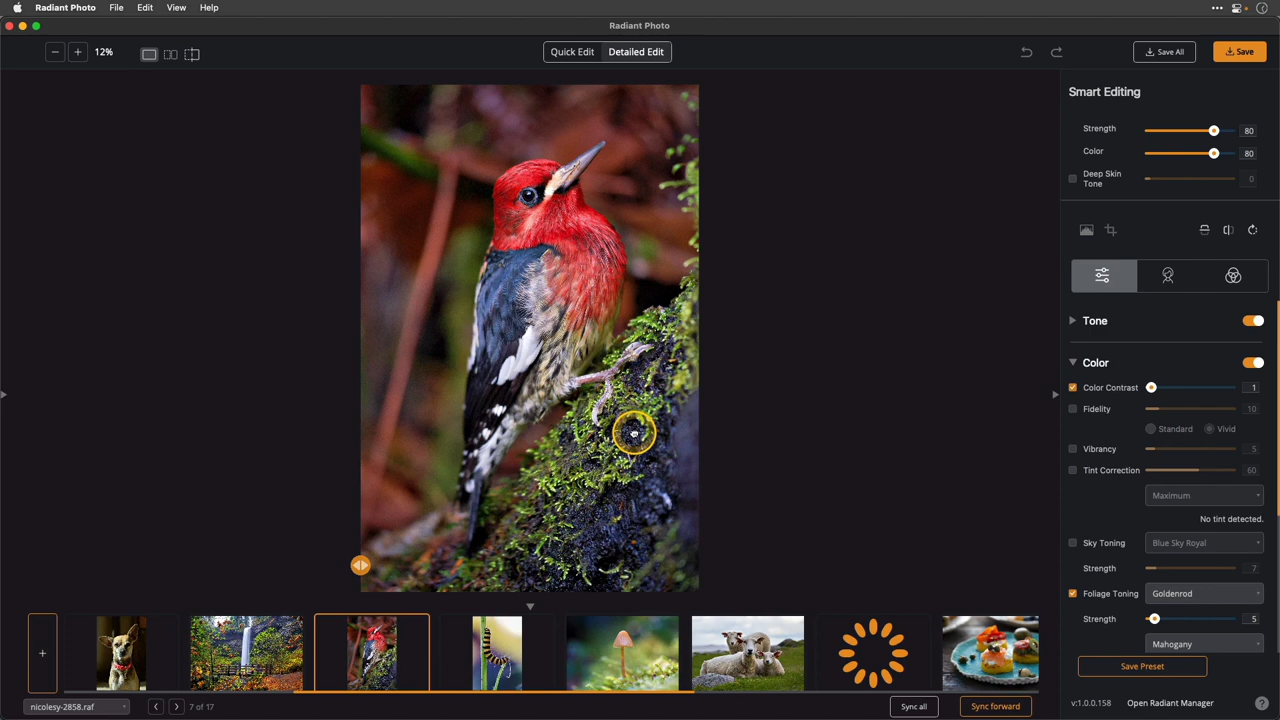 Radiant Photo File Edit View Help
Radiant Photo
12% Quick Edit Detailed Edit Save All Save
Smart Editing
Strength 80
Color 80
Deep Skin Tone 0
Tone
Color
Color Contrast 1
Fidelity 10
Standard Vivid
Vibrancy 5
Tint Correction 60
Maximum
No tint detected.
Sky Toning Blue Sky Royal
Strength 7
Foliage Toning Goldenrod
Strength 5
Mahogany
Save Preset
nicolesy-2858.raf 7 of 17 Sync all Sync forward v:1.0.0.158 Open Radiant Manager